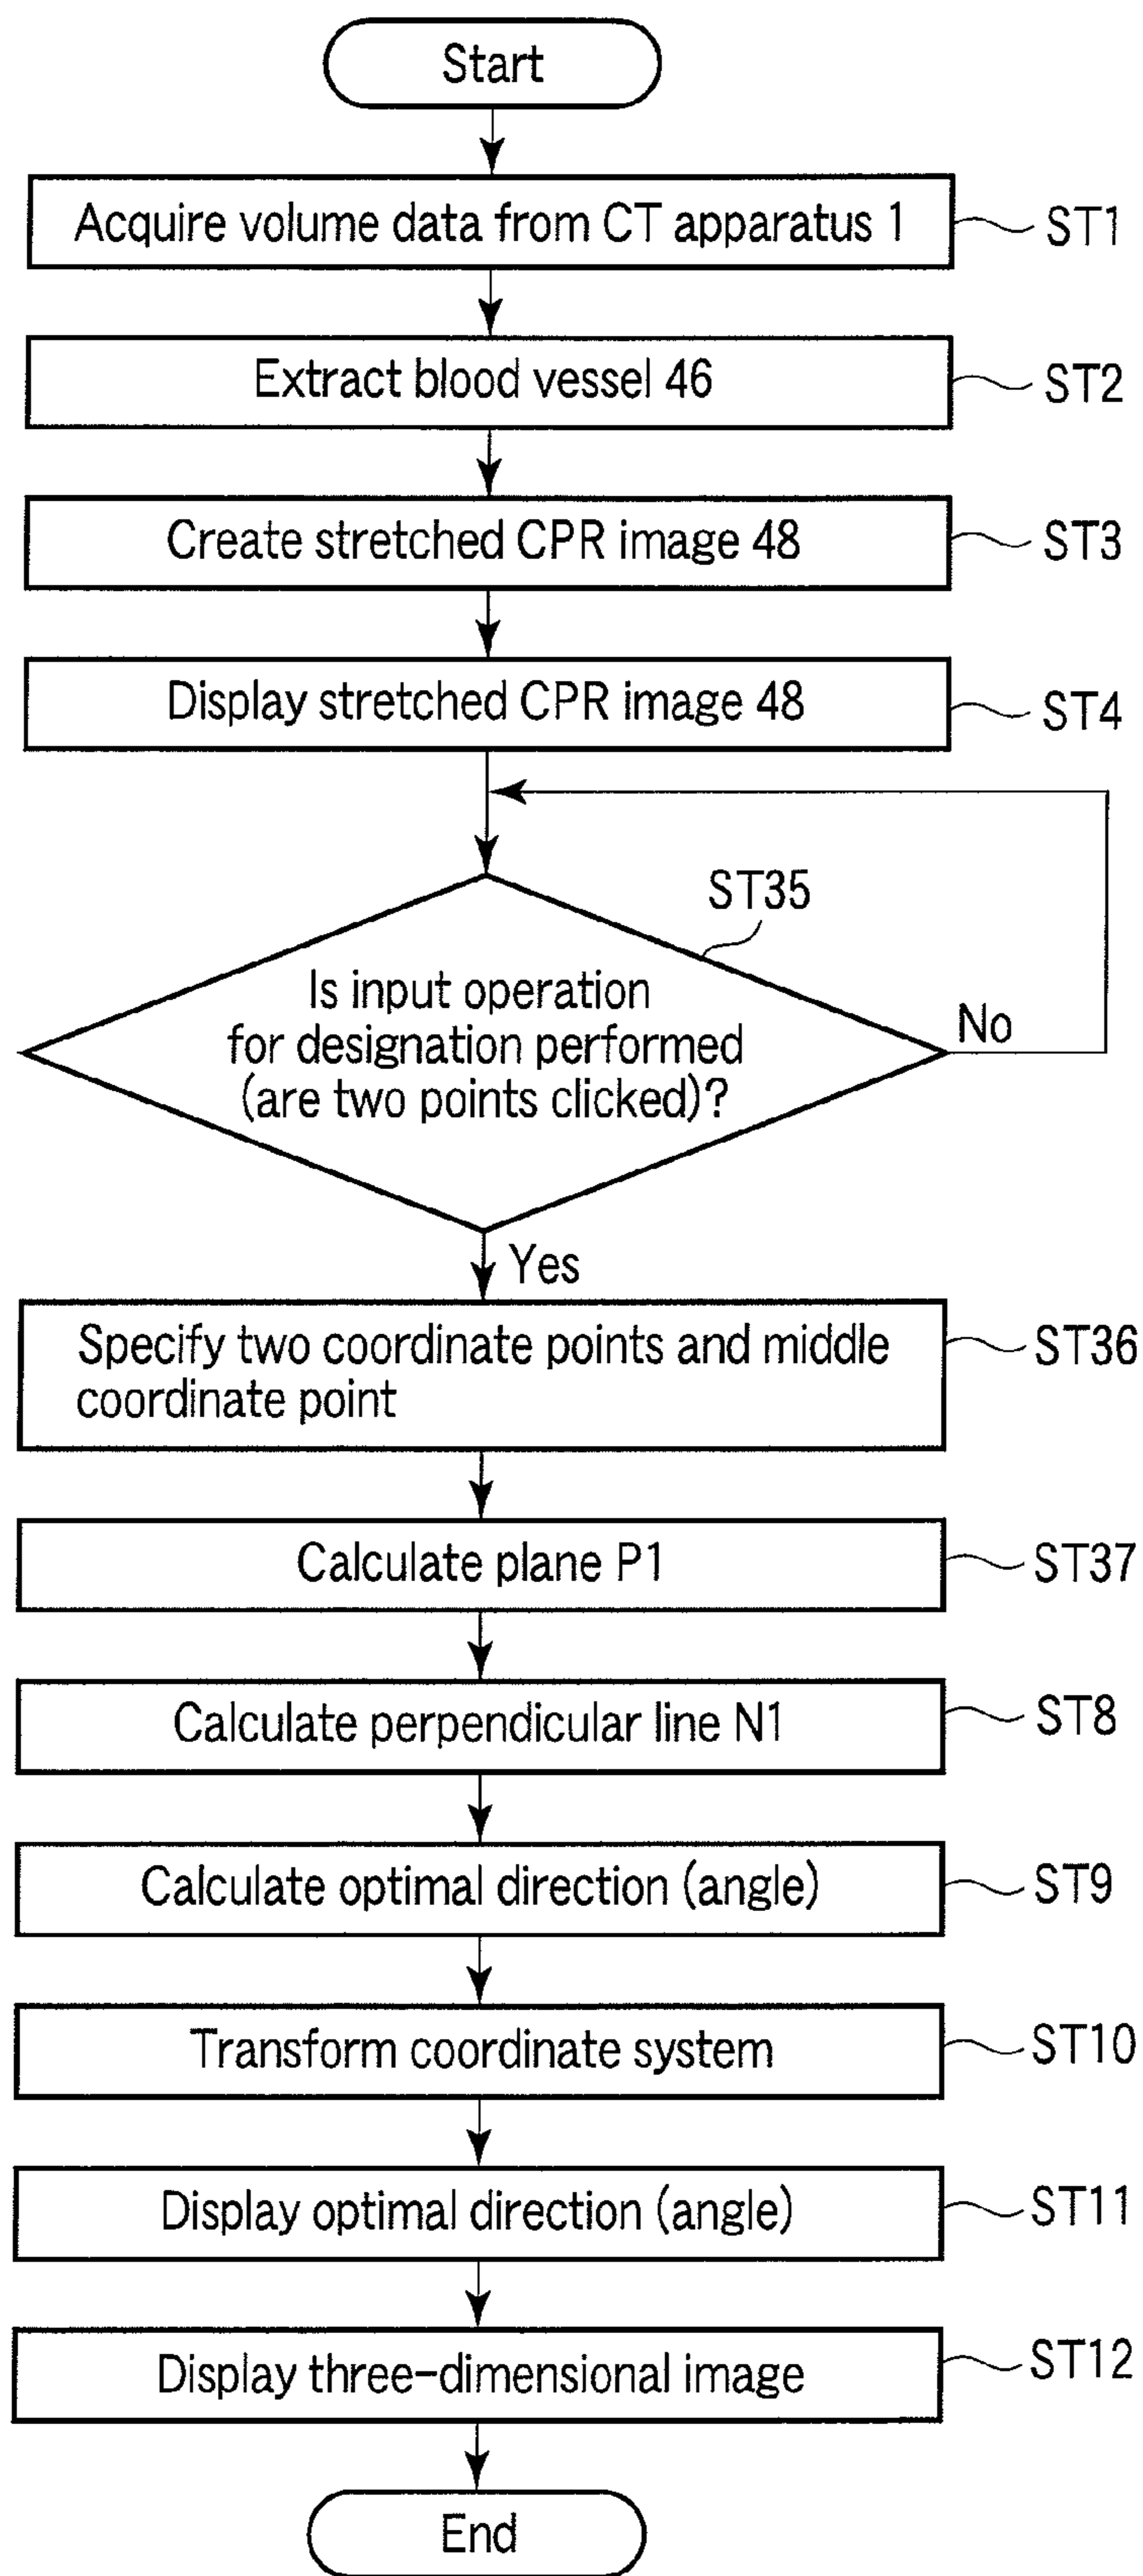 Start
Acquire volume data from CT apparatus 1
ST1
Extract blood vessel 46
ST2
Create stretched CPR image 48
ST3
Display stretched CPR image 48
ST4
ST35
Is input operation
for designation performed
(are two points clicked)?
No
Yes
Specify two coordinate points and middle
coordinate point
ST36
Calculate plane P1
ST37
Calculate perpendicular line N1
ST8
Calculate optimal direction (angle)
ST9
Transform coordinate system
ST10
Display optimal direction (angle)
ST11
Display three-dimensional image
ST12
End